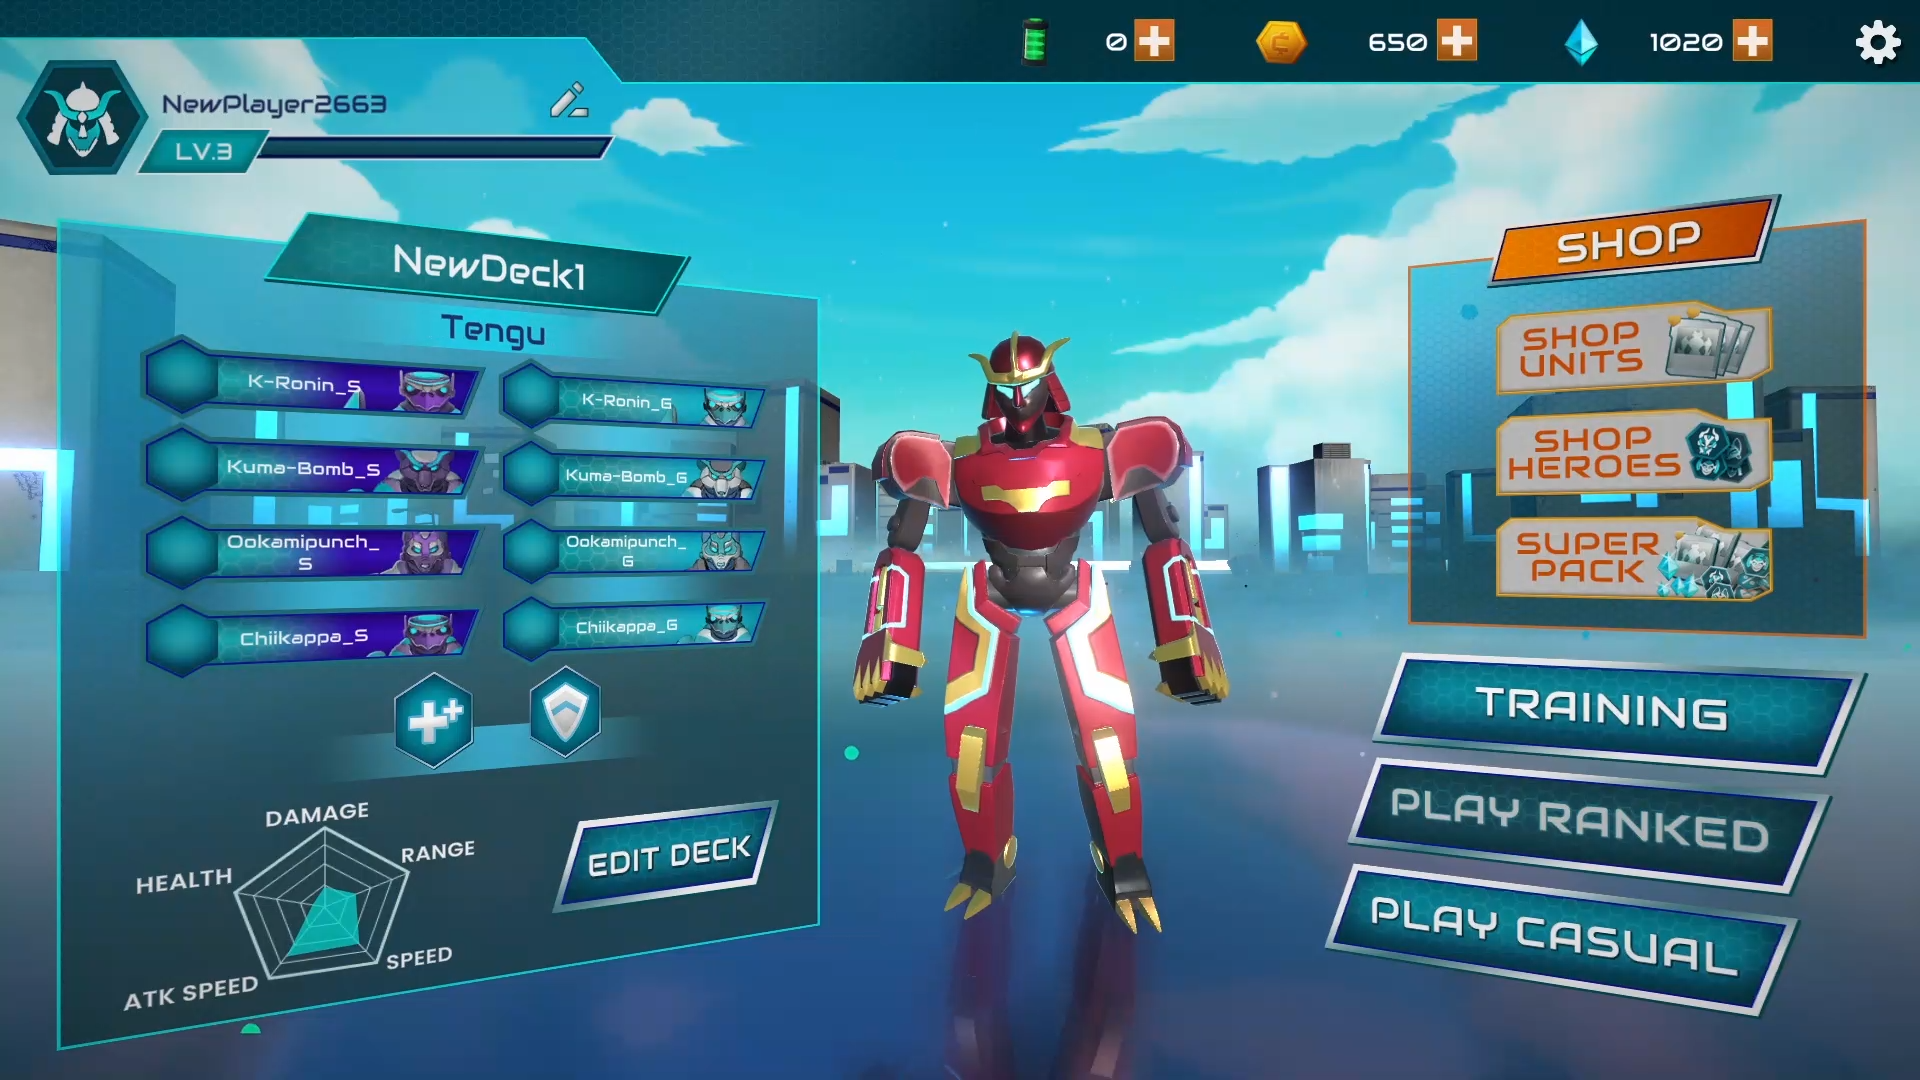 0
650
1020
NewPlayer2663
LV.3
NewDeck1
Tengu
K-Ronin_S
K-Ronin_G
Kuma-Bomb_S
Kuma-Bomb_G
Ookamipunch_
S
Ookamipunch_
G
Chiikappa_S
Chiikappa_G
DAMAGE
RANGE
HEALTH
SPEED
ATK SPEED
EDIT DECK
SHOP
SHOP
UNITS
SHOP
HEROES
SUPER
PACK
TRAINING
PLAY RANKED
PLAY CASUAL